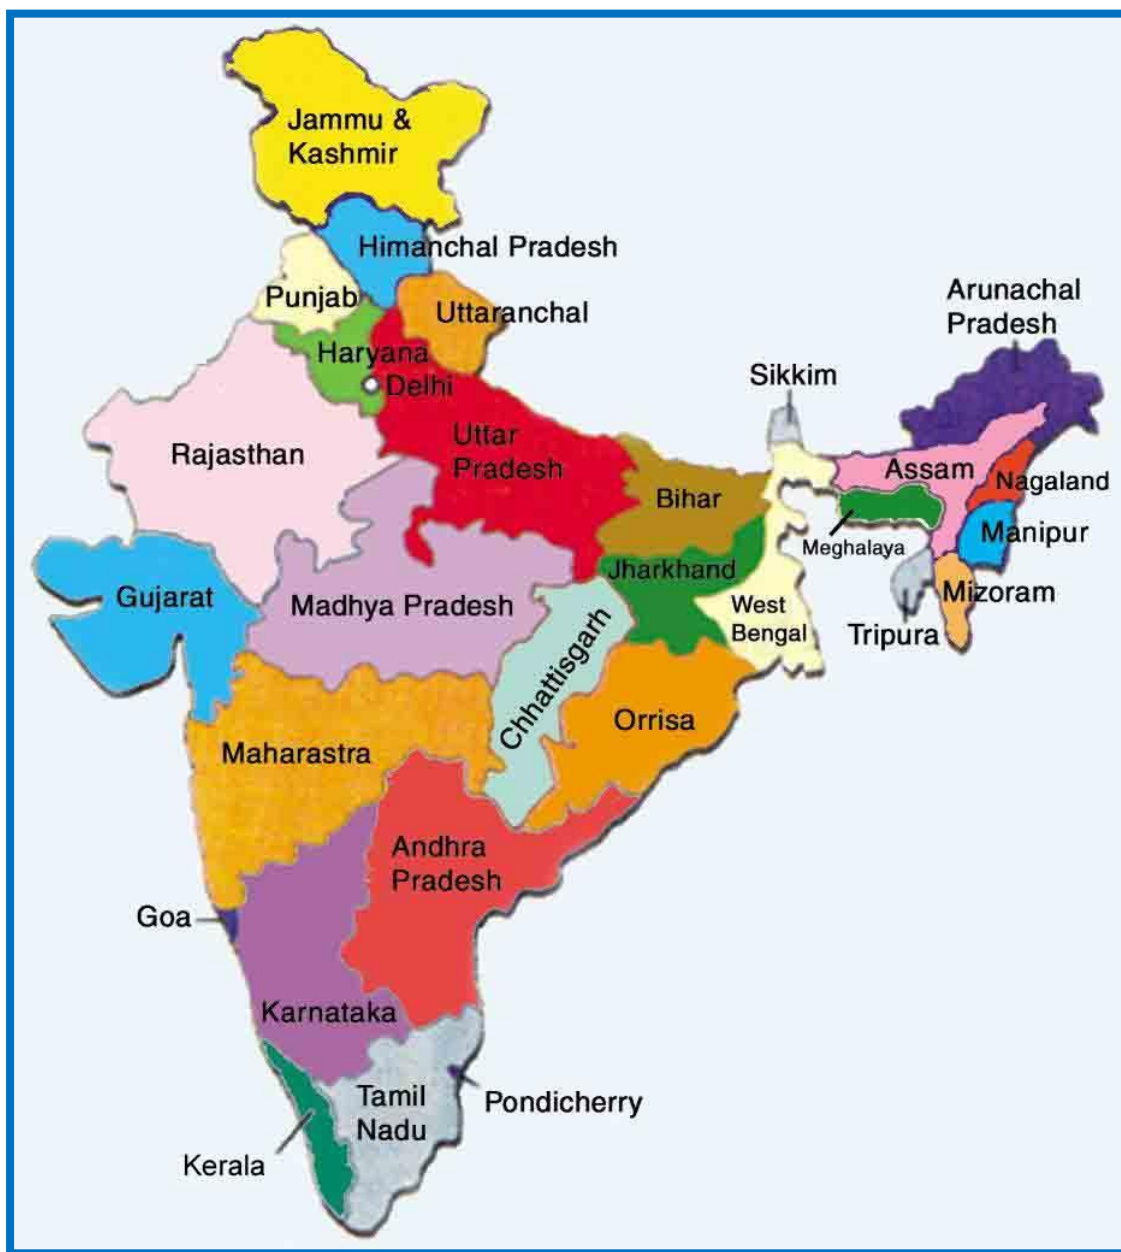 Jammu &
Kashmir
Himanchal Pradesh
Punjab
Uttaranchal
Arunachal
Pradesh
Haryana
Delhi
Sikkim
Rajasthan
Uttar
Pradesh
Assam
Nagaland
Bihar
Manipur
Meghalaya
Jharkhand
Gujarat
Madhya Pradesh
West
Bengal
Mizoram
Tripura
Chhattisgarh
Orrisa
Maharastra
Andhra
Pradesh
Goa
Karnataka
Tamil
Nadu
Pondicherry
Kerala